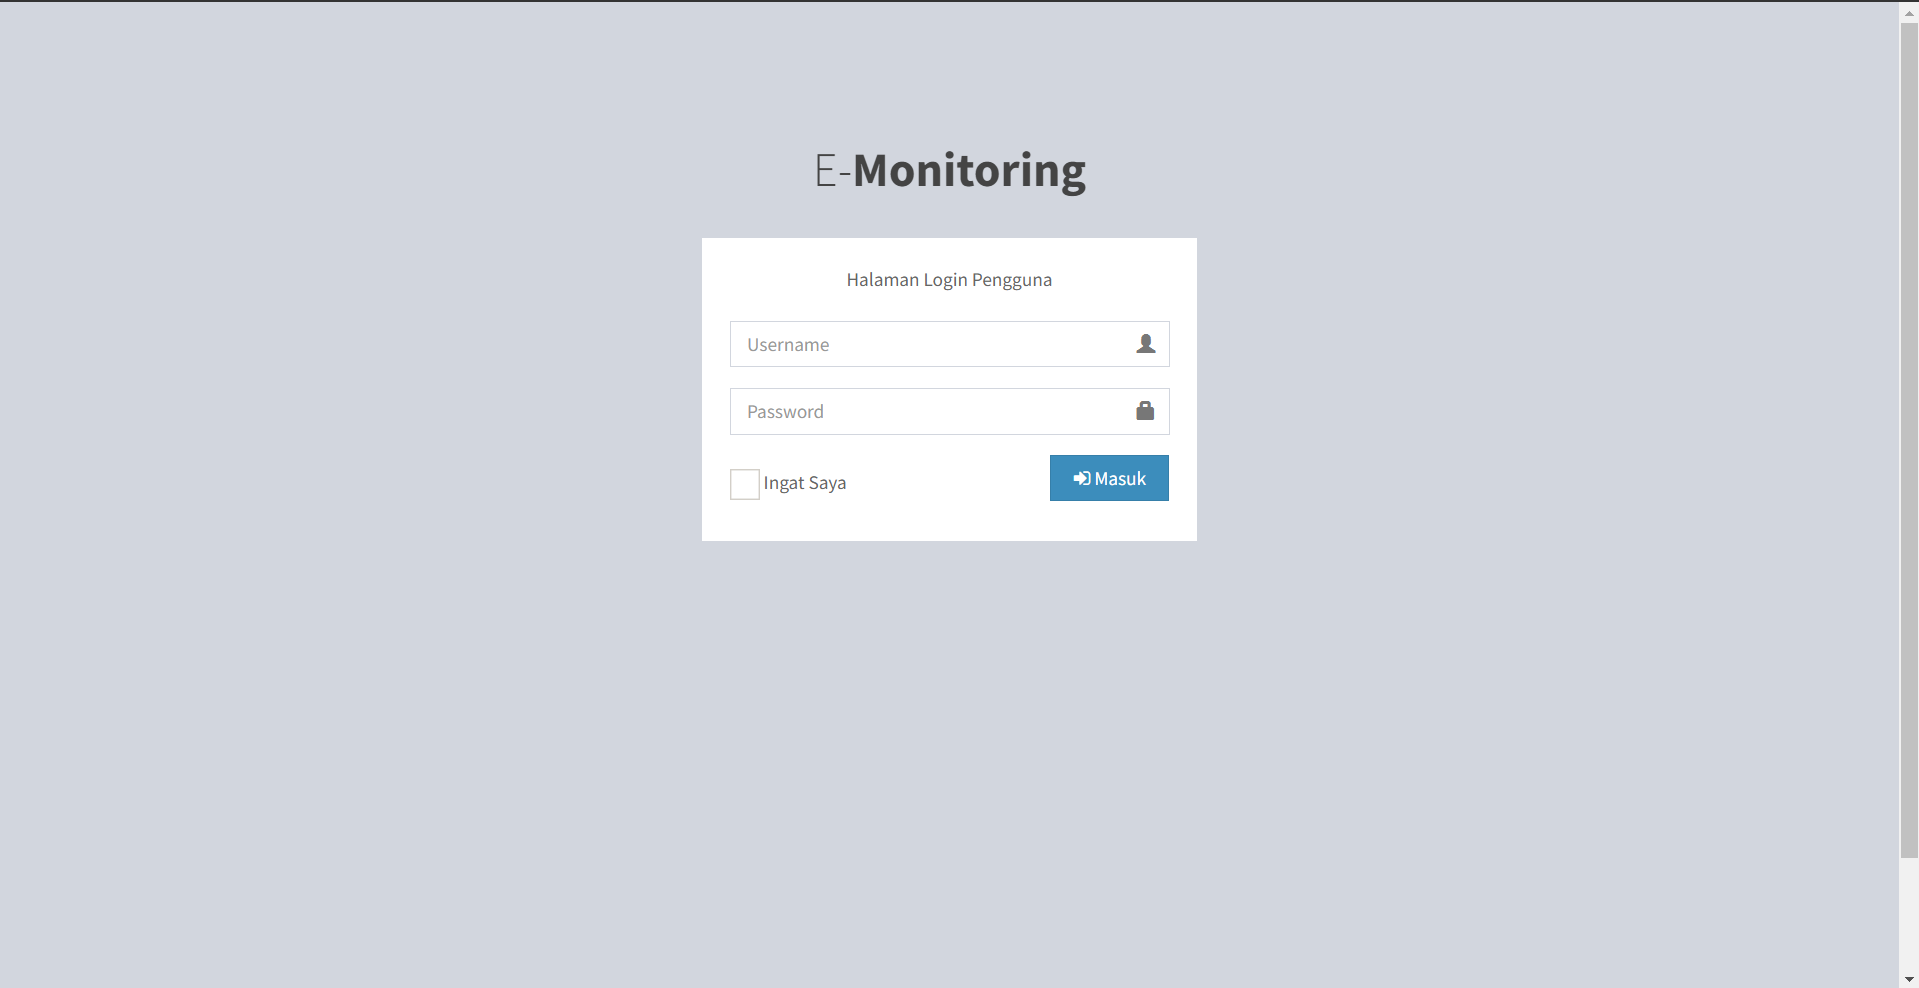 E-Monitoring
Halaman Login Pengguna
Username
Password
Ingat Saya
Masuk